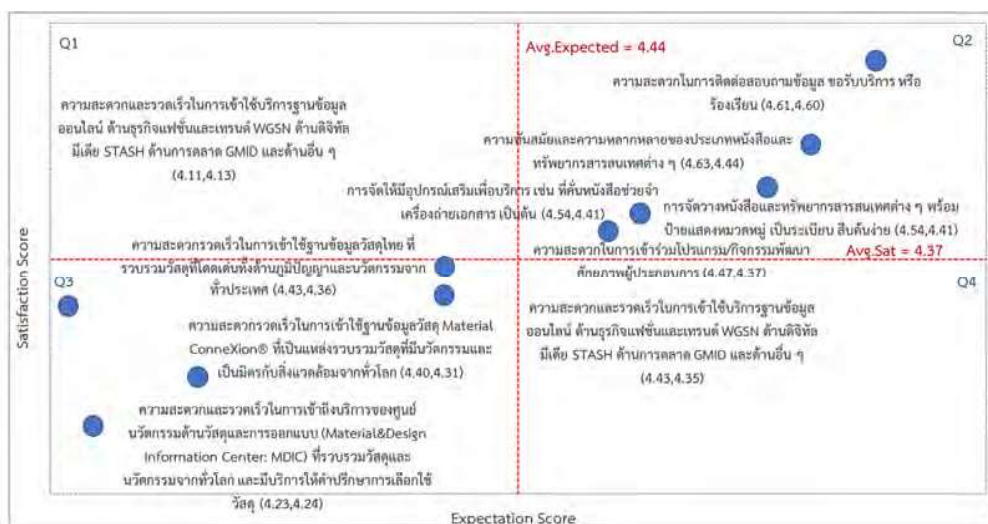 Q1
Avg.Expected = 4.44
Q2
ความสะดวกในการติดต่อสอบถามข้อมูล ขอรับบริการ หรือ
ร้องเรียน (4.61,4.60)
ความสะดวกและรวดเร็วในการเข้าใช้บริการฐานข้อมูล
ออนไลน์ ด้านธุรกิจแฟชั่นและเทรนด์ WGSN ด้านดิจิทัล
มีเดีย STASH ด้านการตลาด GMID และด้านอื่น ๆ
(4.11,4.13)
ความทันสมัยและความหลากหลายของประเภทหนังสือและ
ทรัพยากรสารสนเทศต่าง ๆ (4.63,4.44)
การจัดให้มีอุปกรณ์เสริมเพื่อบริการ เช่น ที่คั่นหนังสือช่วยจำ
เครื่องถ่ายเอกสาร เป็นต้น (4.54,4.41)
การจัดวางหนังสือและทรัพยากรสารสนเทศต่าง ๆ พร้อม
ป้ายแสดงหมวดหมู่ เป็นระเบียบ สืบค้นง่าย (4.54,4.41)
ความสะดวกในการเข้าร่วมโปรแกรม/กิจกรรมพัฒนา
ศักยภาพผู้ประกอบการ (4.47,4.37)
Avg.Sat = 4.37
ความสะดวกรวดเร็วในการเข้าใช้ฐานข้อมูลวัสดุไทย ที่
รวบรวมวัสดุที่โดดเด่นทั้งด้านภูมิปัญญาและนวัตกรรมจาก
ทั่วประเทศ (4.43,4.36)
Q3
Q4
ความสะดวกรวดเร็วในการเข้าใช้ฐานข้อมูลวัสดุ Material
ConneXion® ที่เป็นแหล่งรวบรวมวัสดุที่มีนวัตกรรมและ
เป็นมิตรกับสิ่งแวดล้อมจากทั่วโลก (4.40,4.31)
ความสะดวกและรวดเร็วในการเข้าใช้บริการฐานข้อมูล
ออนไลน์ ด้านธุรกิจแฟชั่นและเทรนด์ WGSN ด้านดิจิทัล
มีเดีย STASH ด้านการตลาด GMID และด้านอื่น ๆ
(4.43,4.35)
ความสะดวกและรวดเร็วในการเข้าถึงบริการของศูนย์
นวัตกรรมด้านวัสดุและการออกแบบ (Material&Design
Information Center: MDIC) ที่รวบรวมวัสดุและ
นวัตกรรมจากทั่วโลก และมีบริการให้คำปรึกษาการเลือกใช้
วัสดุ (4.23,4.24)
Satisfaction Score
Expectation Score